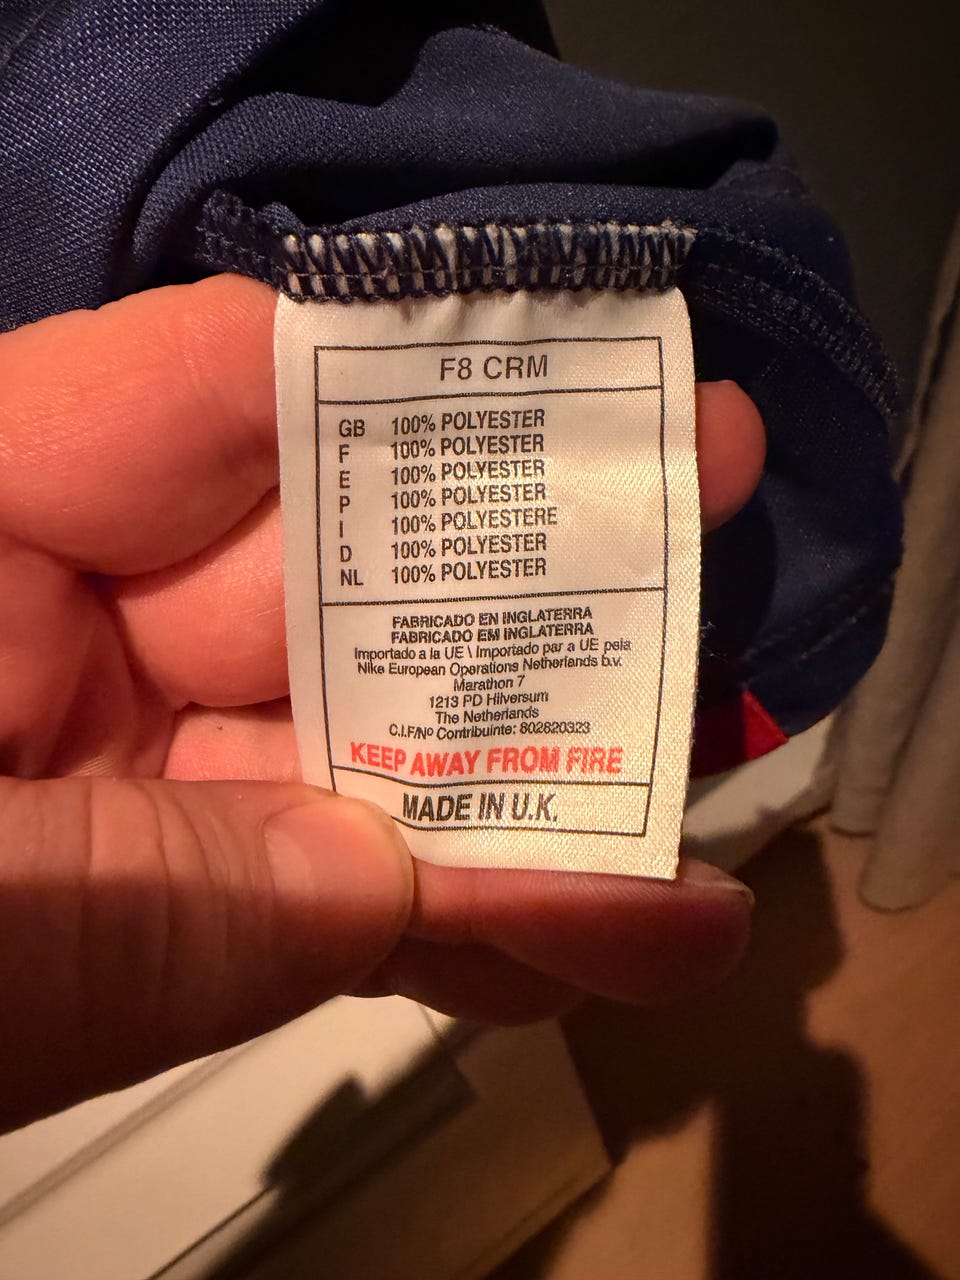 F8 CRM
GB 100% POLYESTER
F 100% POLYESTER
E 100% POLYESTER
P 100% POLYESTER
I 100% POLYESTERE
D 100% POLYESTER
NL 100% POLYESTER
FABRICADO EN INGLATERRA
FABRICADO EM INGLATERRA
Importado a la UE \ Importado par a UE pela
Nike European Operations Netherlands b.v.
Marathon 7
1213 PD Hilversum
The Netherlands
C.I.F/Nº Contribuinte: 802820323
KEEP AWAY FROM FIRE
MADE IN U.K.